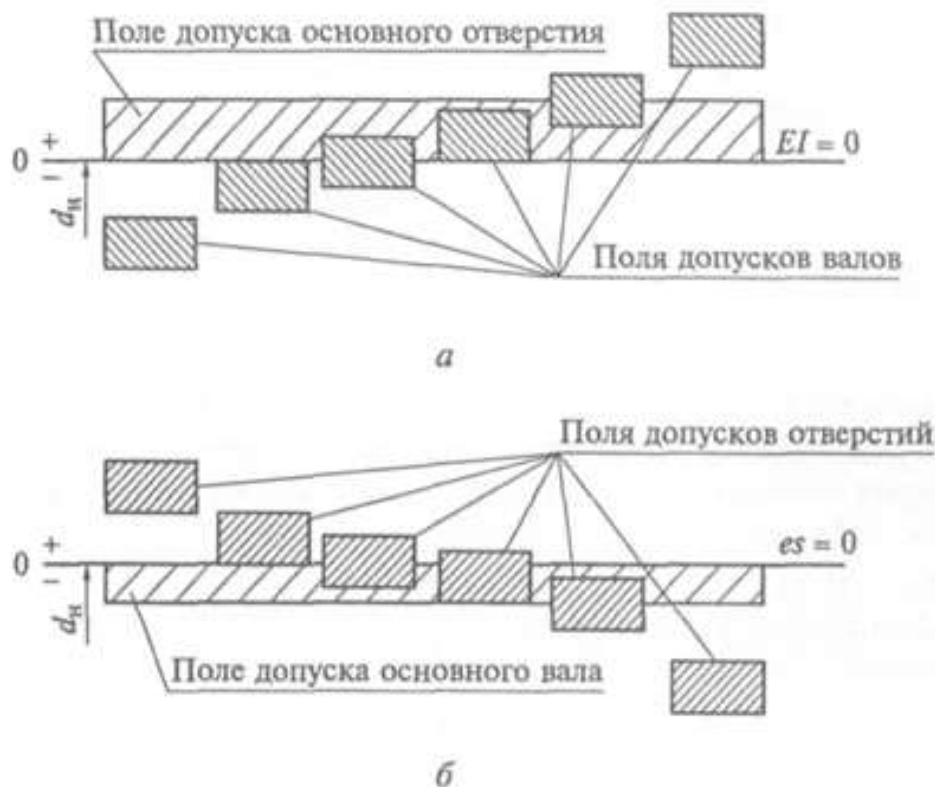 Поле допуска основного отверстия
0
+
−
EI = 0
dн
Поля допусков валов
а
Поля допусков отверстий
0
+
−
es = 0
dн
Поле допуска основного вала
б